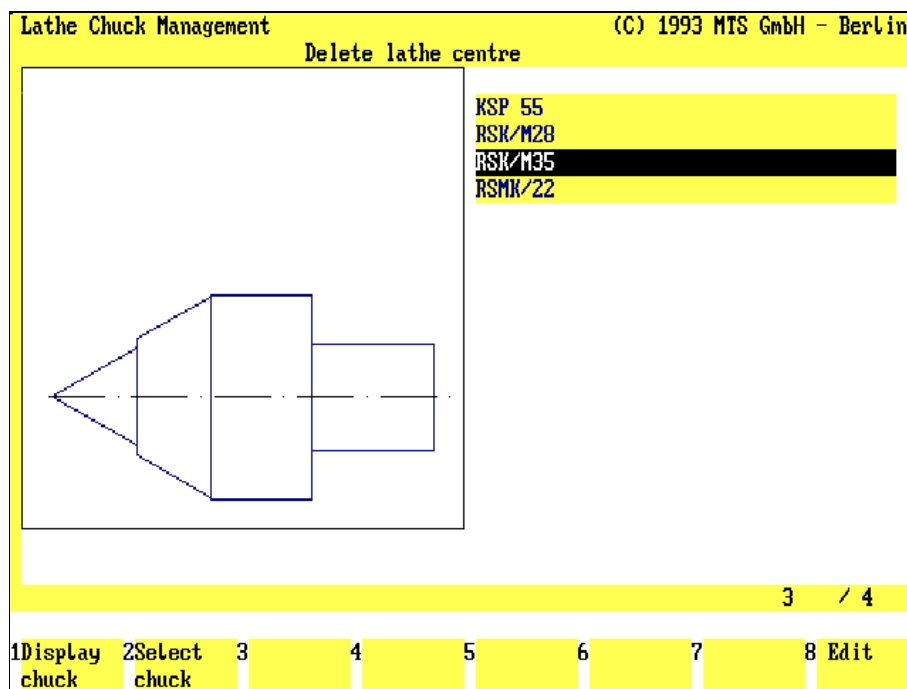 Lathe Chuck Management (C) 1993 MTS GmbH - Berlin
Delete lathe centre
KSP 55
RSK/M28
RSK/M35
RSMK/22
3 / 4
1Display 2Select 3 4 5 6 7 8 Edit
chuck chuck